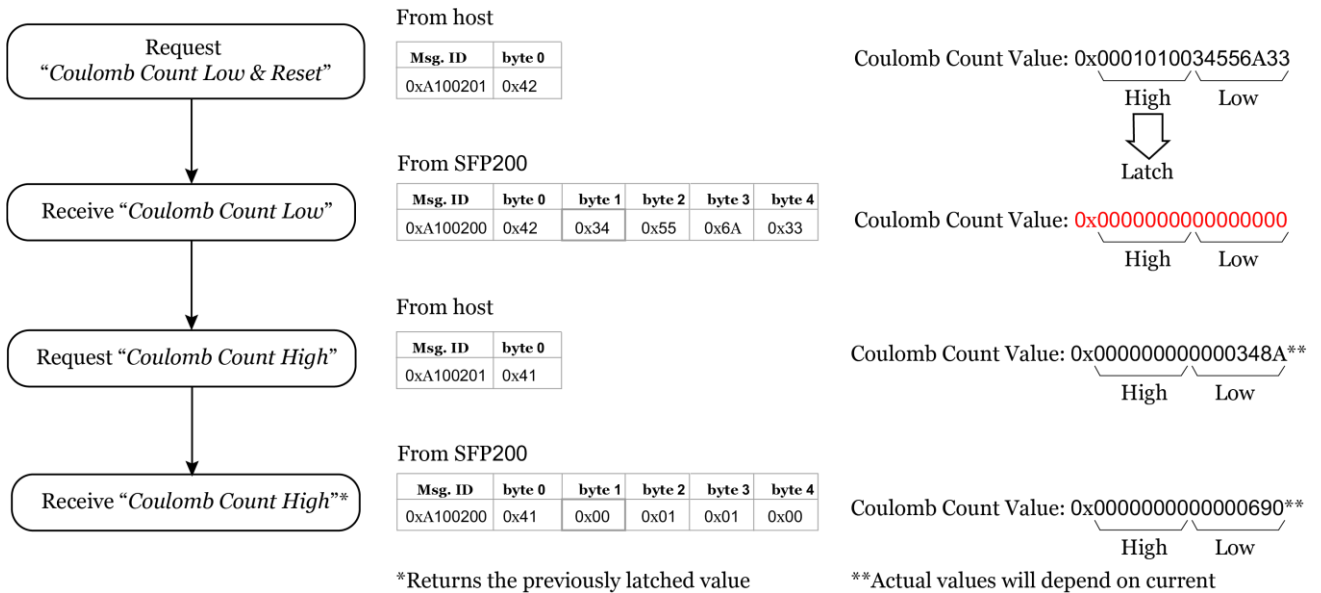 Request
“Coulomb Count Low & Reset”
From host
Msg. ID byte 0
0xA100201 0x42
Coulomb Count Value: 0x0001010034556A33
High Low
Latch
Receive “Coulomb Count Low”
From SFP200
Msg. ID byte 0 byte 1 byte 2 byte 3 byte 4
0xA100200 0x42 0x34 0x55 0x6A 0x33
Coulomb Count Value: 0x0000000000000000
High Low
Request “Coulomb Count High”
From host
Msg. ID byte 0
0xA100201 0x41
Coulomb Count Value: 0x000000000000348A**
High Low
Receive “Coulomb Count High”*
From SFP200
Msg. ID byte 0 byte 1 byte 2 byte 3 byte 4
0xA100200 0x41 0x00 0x01 0x01 0x00
Coulomb Count Value: 0x0000000000000690**
High Low
*Returns the previously latched value
**Actual values will depend on current